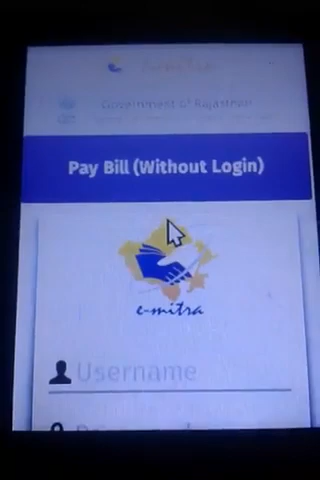 Government of Rajasthan
Pay Bill (Without Login)
e-mitra
Username